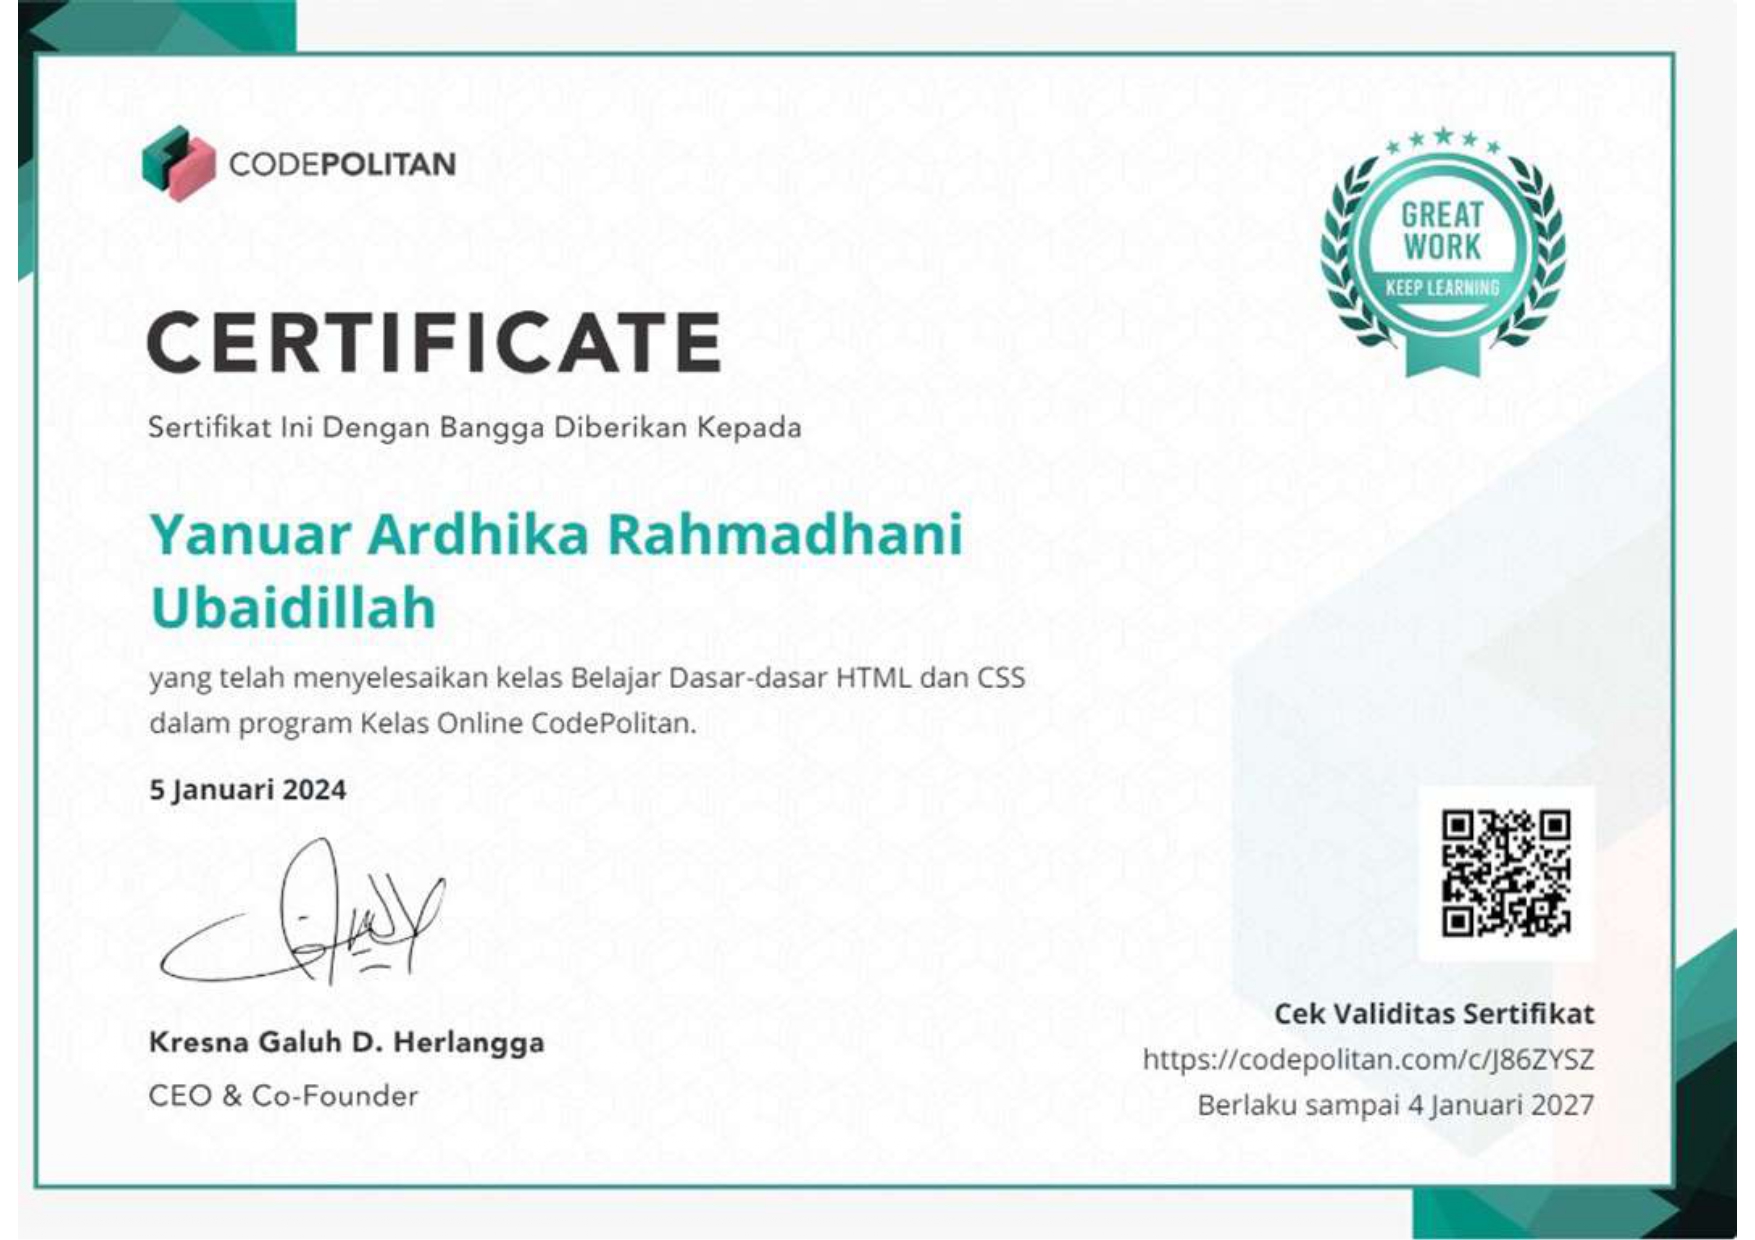 CODEPOLITAN
GREAT
WORK
KEEP LEARNING
CERTIFICATE
Sertifikat Ini Dengan Bangga Diberikan Kepada
Yanuar Ardhika Rahmadhani
Ubaidillah
yang telah menyelesaikan kelas Belajar Dasar-dasar HTML dan CSS
dalam program Kelas Online CodePolitan.
5 Januari 2024
Kresna Galuh D. Herlangga
CEO & Co-Founder
Cek Validitas Sertifikat
https://codepolitan.com/c/J86ZYSZ
Berlaku sampai 4 Januari 2027